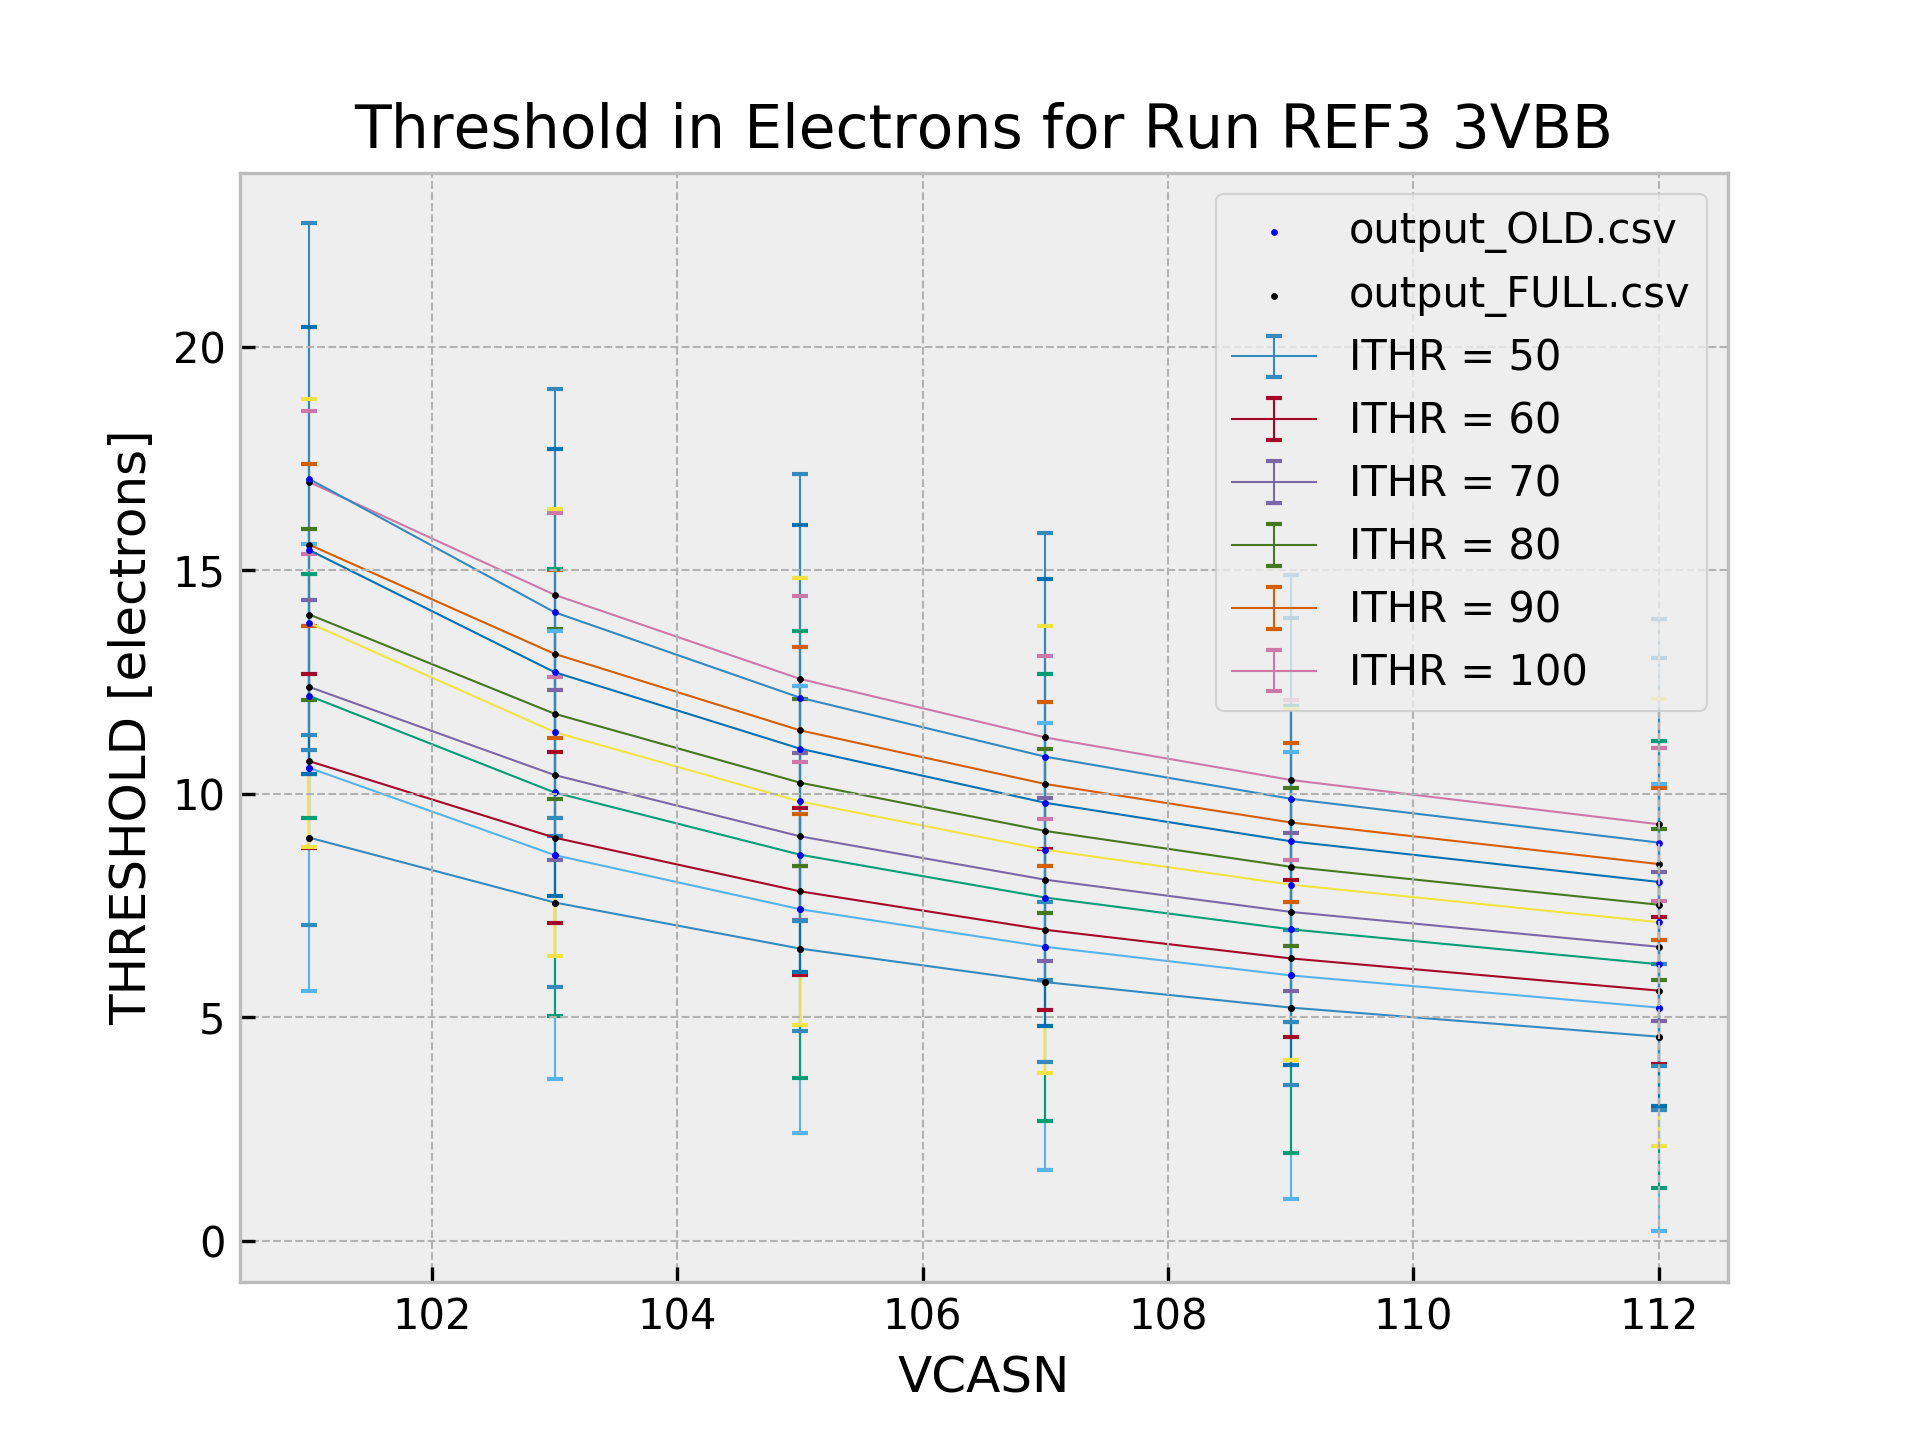 Threshold in Electrons for Run REF3 3VBB
THRESHOLD [electrons]
20
15
10
5
0
output_OLD.csv
output_FULL.csv
ITHR = 50
ITHR = 60
ITHR = 70
ITHR = 80
ITHR = 90
ITHR = 100
102 104 106 108 110 112
VCASN